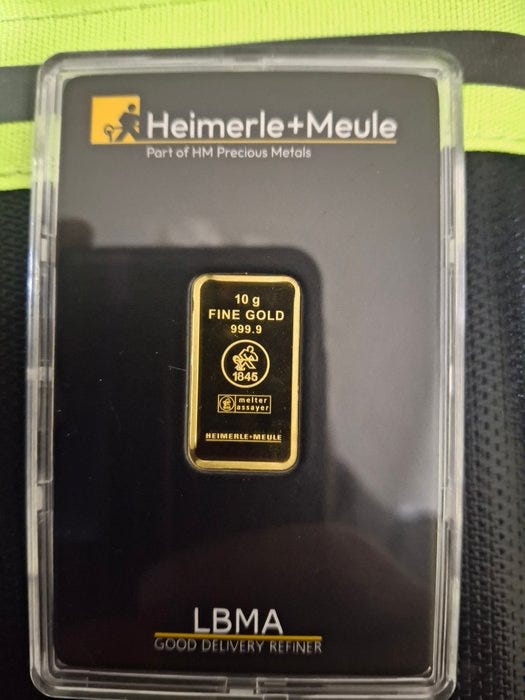 Heimerle+Meule
Part of HM Precious Metals
10 g
FINE GOLD
999.9
1845
melter
assayer
HEIMERLE+MEULE
LBMA
GOOD DELIVERY REFINER